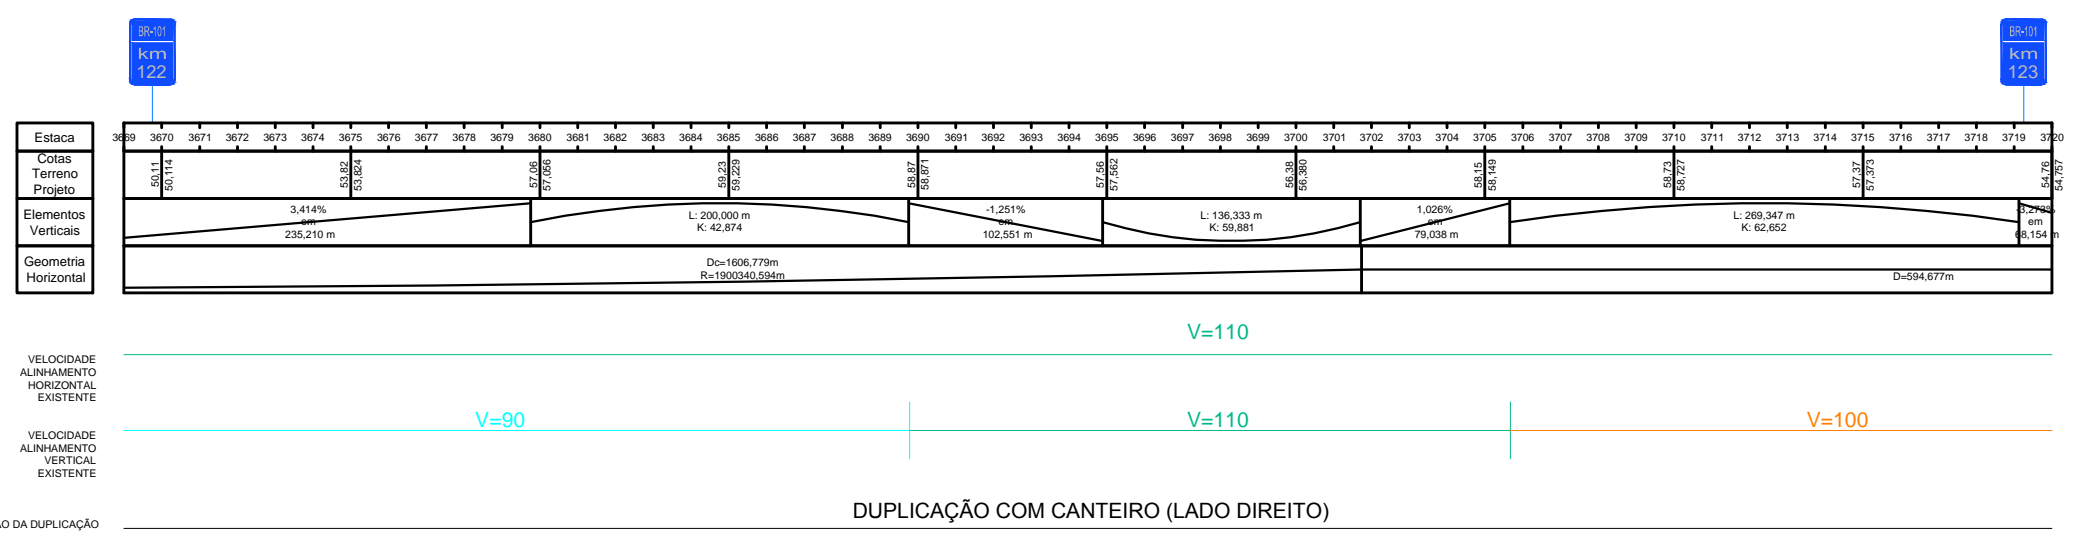 BR-101
km
122
BR-101
km
123
Estaca
3669 3670 3671 3672 3673 3674 3675 3676 3677 3678 3679 3680 3681 3682 3683 3684 3685 3686 3687 3688 3689 3690 3691 3692 3693 3694 3695 3696 3697 3698 3699 3700 3701 3702 3703 3704 3705 3706 3707 3708 3709 3710 3711 3712 3713 3714 3715 3716 3717 3718 3719 3720
Cotas
Terreno
Projeto
50,11
50,114
53,82
53,824
57,06
57,056
59,23
59,229
58,87
58,871
57,56
57,562
56,38
56,380
58,15
58,149
58,73
58,727
57,37
57,373
54,76
54,757
Elementos
Verticais
3,414%
em
235,210 m
L: 200,000 m
K: 42,874
-1,251%
em
102,551 m
L: 136,333 m
K: 59,881
1,026%
em
79,038 m
L: 269,347 m
K: 62,652
-3,273%
em
68,154 m
Geometria
Horizontal
Dc=1606,779m
R=1900340,594m
D=594,677m
V=110
VELOCIDADE
ALINHAMENTO
HORIZONTAL
EXISTENTE
V=90
V=110
V=100
VELOCIDADE
ALINHAMENTO
VERTICAL
EXISTENTE
DUPLICAÇÃO COM CANTEIRO (LADO DIREITO)
ÃO DA DUPLICAÇÃO